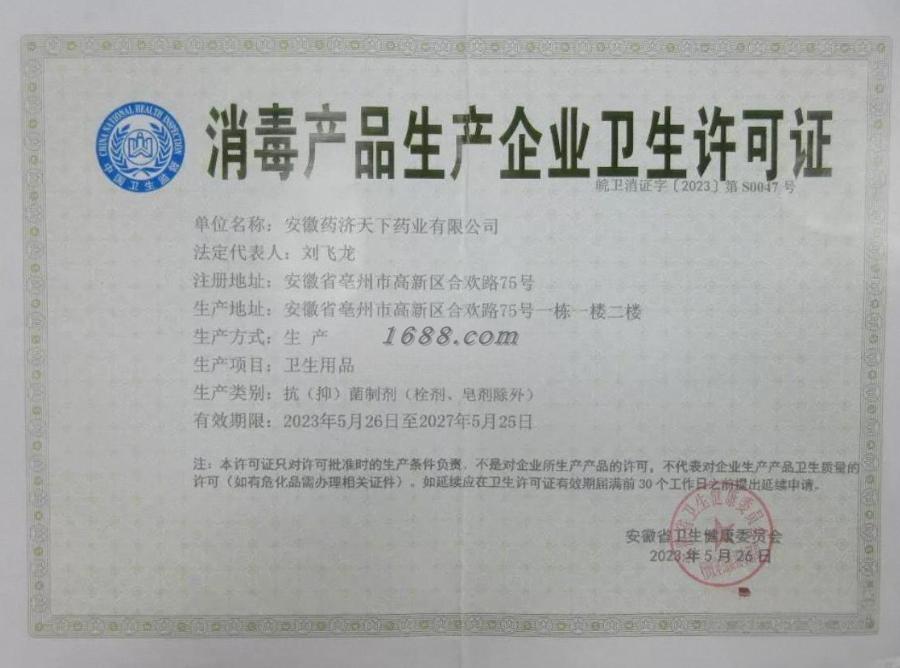 CHINA NATIONAL HEALTH INSPECTION
中国卫生监督
消毒产品生产企业卫生许可证
皖卫消证字〔2023〕第S0047号
单位名称：安徽药济天下药业有限公司
法定代表人：刘飞龙
注册地址：安徽省亳州市高新区合欢路75号
生产地址：安徽省亳州市高新区合欢路75号一栋一楼二楼
生产方式：生 产
1688.com
生产项目：卫生用品
生产类别：抗（抑）菌制剂（栓剂、皂剂除外）
有效期限：2023年5月26日至2027年5月25日
注：本许可证只对许可批准时的生产条件负责，不是对企业所生产产品的许可，不代表对企业生产产品卫生质量的
许可（如有危化品需办理相关证件）。如延续应在卫生许可证有效期届满前30个工作日之前提出延续申请。
安徽省卫生健康委员会
2023年5月26日